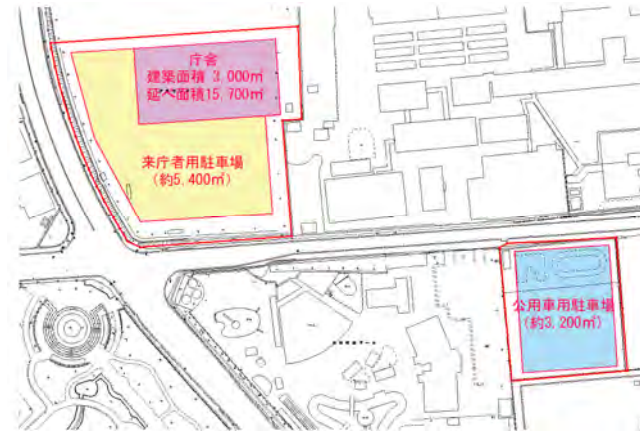 庁舎
建築面積 3,000㎡
延べ面積15,700㎡
来庁者用駐車場
(約5,400㎡)
公用車用駐車場
(約3,200㎡)